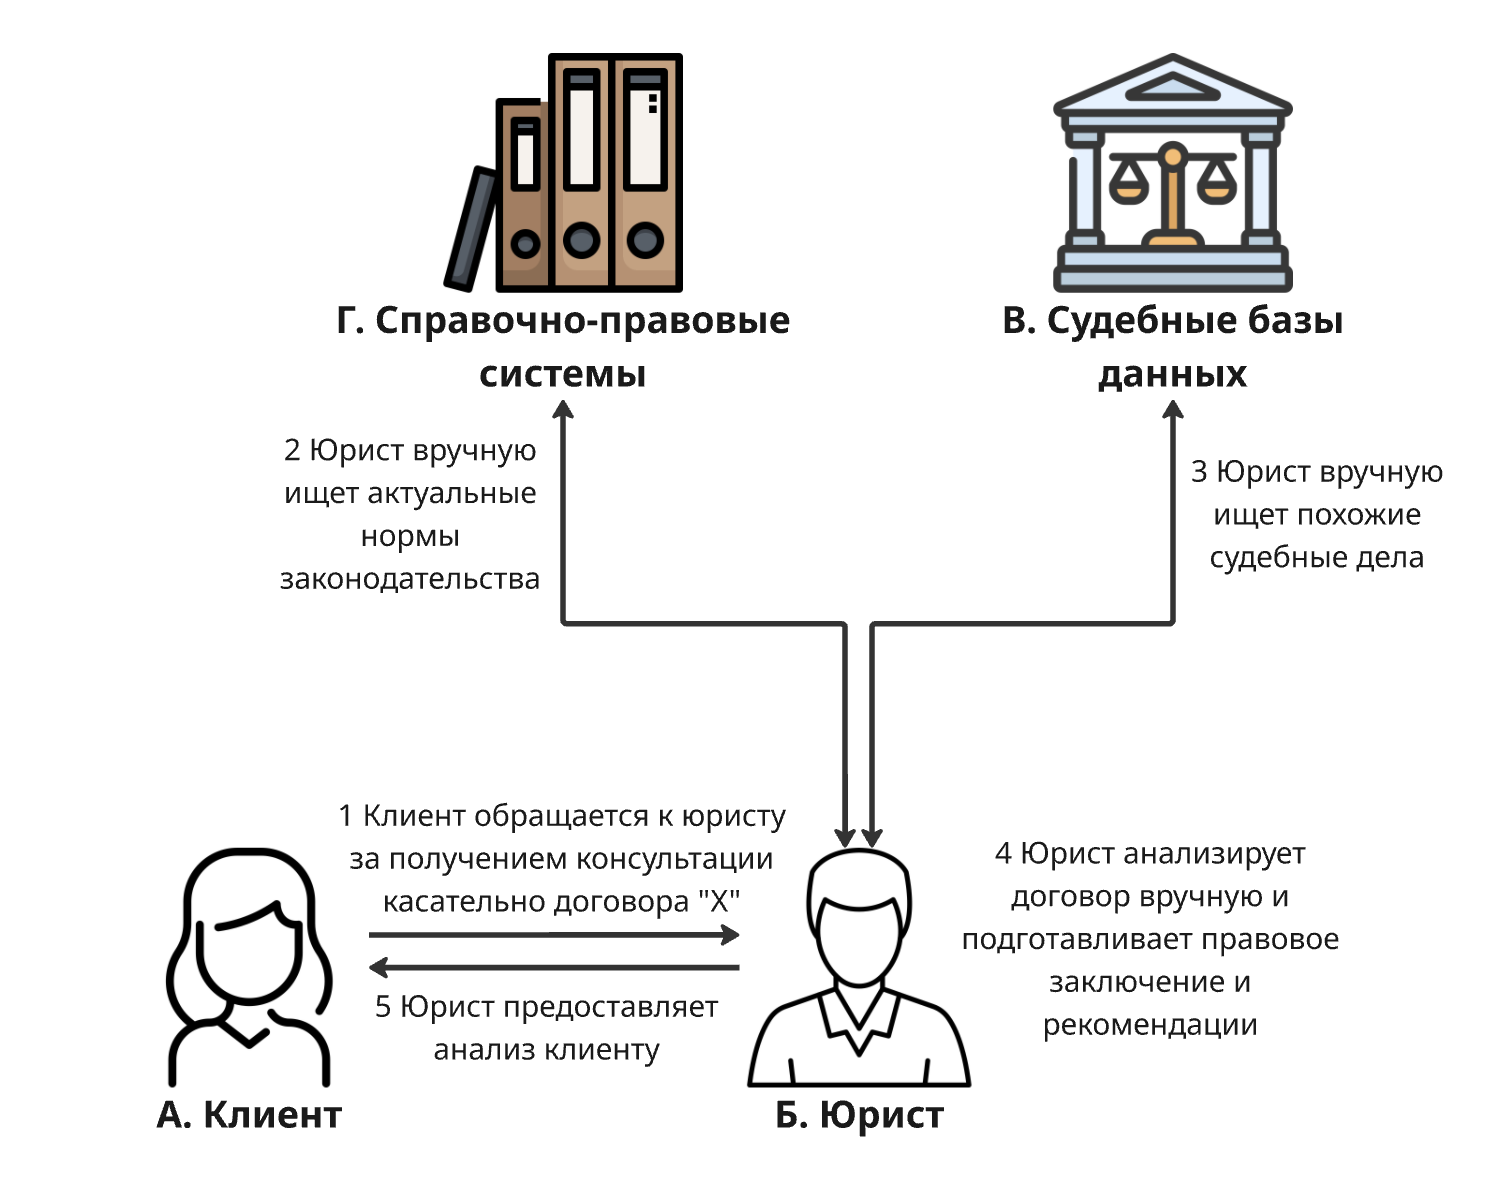 Г. Справочно-правовые
системы
В. Судебные базы
данных
2 Юрист вручную
ищет актуальные
нормы
законодательства
3 Юрист вручную
ищет похожие
судебные дела
1 Клиент обращается к юристу
за получением консультации
касательно договора "X"
5 Юрист предоставляет
анализ клиенту
4 Юрист анализирует
договор вручную и
подготавливает правовое
заключение и
рекомендации
А. Клиент
Б. Юрист